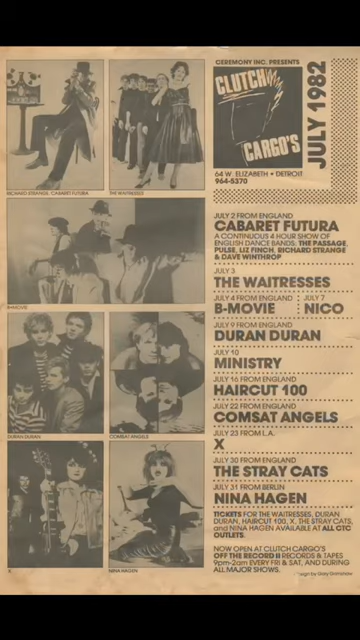 CEREMONY INC. PRESENTS
CLUTCH
CARGO'S
JULY 1982
64 W. ELIZABETH • DETROIT
964-5370
RICHARD STRANGE, CABARET FUTURA
THE WAITRESSES
B-MOVIE
DURAN DURAN
COMSAT ANGELS
X
NINA HAGEN
JULY 2 FROM ENGLAND
CABARET FUTURA
A CONTINUOUS 4 HOUR SHOW OF
ENGLISH DANCE BANDS: THE PASSAGE,
PULSE, LIZ FINCH, RICHARD STRANGE
& DAVE WINTHROP
JULY 3
THE WAITRESSES
JULY 4 FROM ENGLAND
B-MOVIE
JULY 7
NICO
JULY 9 FROM ENGLAND
DURAN DURAN
JULY 10
MINISTRY
JULY 16 FROM ENGLAND
HAIRCUT 100
JULY 22 FROM ENGLAND
COMSAT ANGELS
JULY 23 FROM L.A.
X
JULY 30 FROM ENGLAND
THE STRAY CATS
JULY 31 FROM BERLIN
NINA HAGEN
TICKETS FOR THE WAITRESSES, DURAN
DURAN, HAIRCUT 100, X, THE STRAY CATS,
and NINA HAGEN AVAILABLE AT ALL CTC
OUTLETS.
NOW OPEN AT CLUTCH CARGO'S
OFF THE RECORD II RECORDS & TAPES
9pm-2am EVERY FRI & SAT, AND DURING
ALL MAJOR SHOWS.
design by Gary Grimshaw